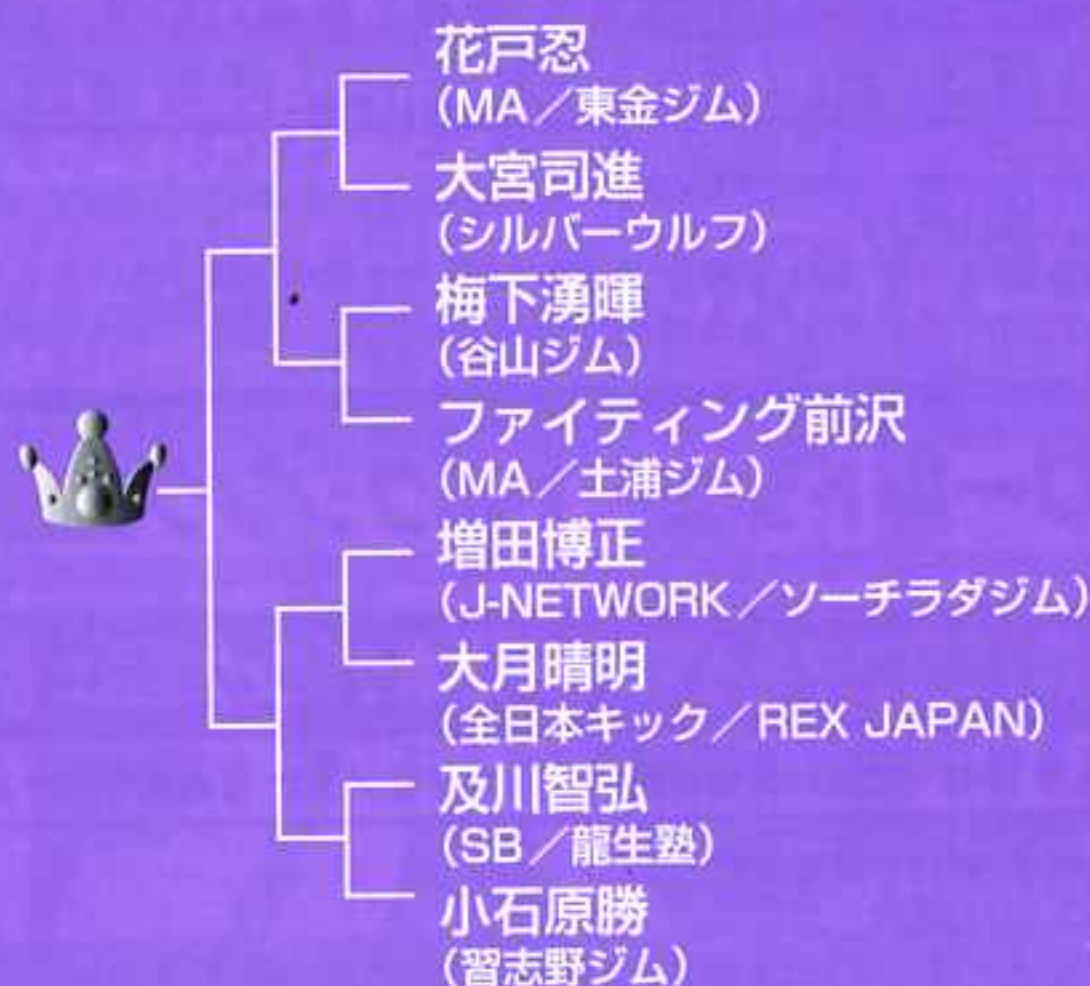 花戸忍
(MA／東金ジム)
大宮司進
(シルバーウルフ)
梅下湧暉
(谷山ジム)
ファイティング前沢
(MA／土浦ジム)
増田博正
(J-NETWORK／ソーチラダジム)
大月晴明
(全日本キック／REX JAPAN)
及川智弘
(SB／龍生塾)
小石原勝
(習志野ジム)